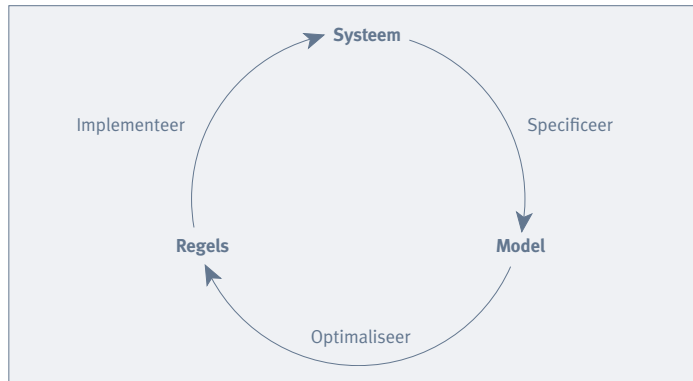 Systeem
Implementeer
Specificeer
Regels
Model
Optimaliseer